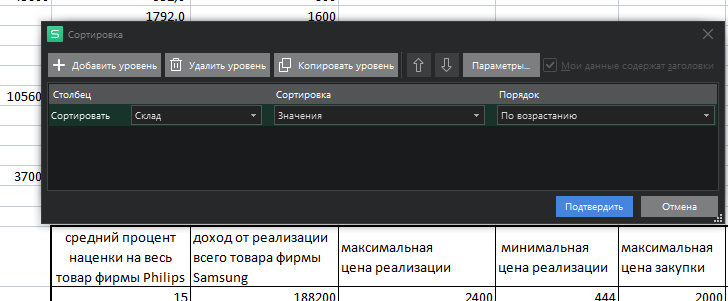 1792,0 1600
S Сортировка
Добавить уровень Удалить уровень Копировать уровень Параметры... Мои данные содержат заголовки
Столбец Сортировка Порядок
10560
Сортировать Склад Значения По возрастанию
3700
Подтвердить Отмена
средний процент наценки на весь товар фирмы Philips
доход от реализации всего товара фирмы Samsung
максимальная цена реализации
минимальная цена реализации
максимальная цена закупки
15 188200 2400 444 2000